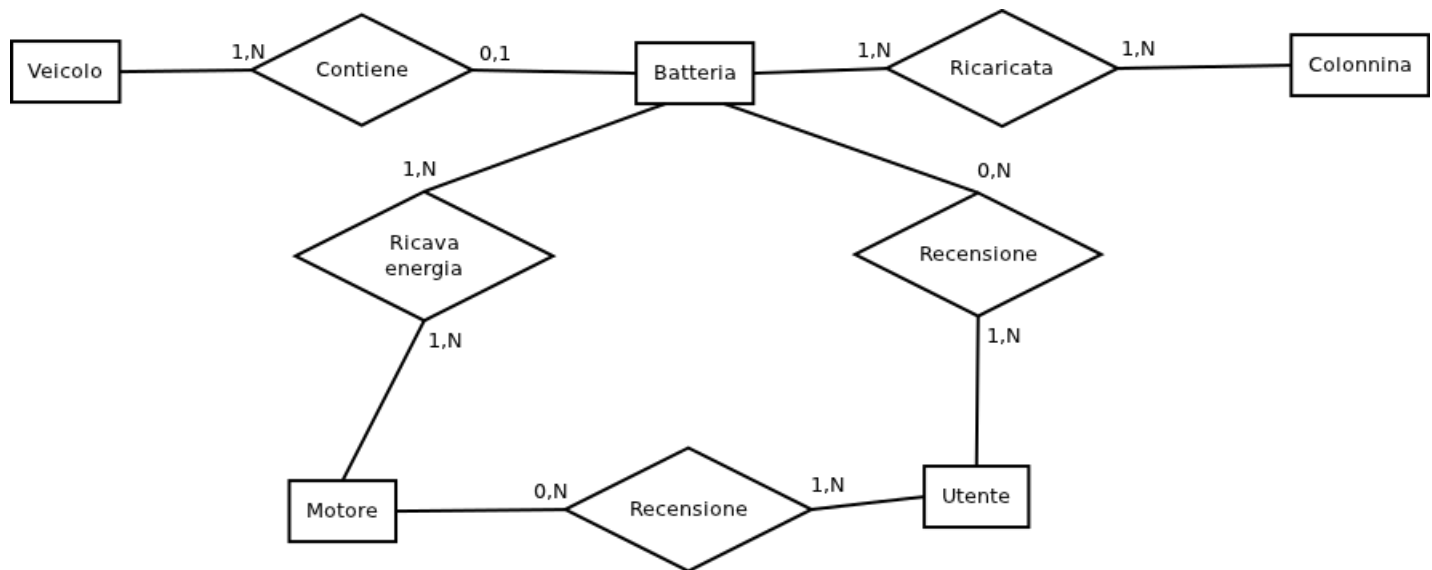 Veicolo
1,N
Contiene
0,1
Batteria
1,N
Ricaricata
1,N
Colonnina
1,N
0,N
Ricava
energia
Recensione
1,N
1,N
Motore
0,N
Recensione
1,N
Utente